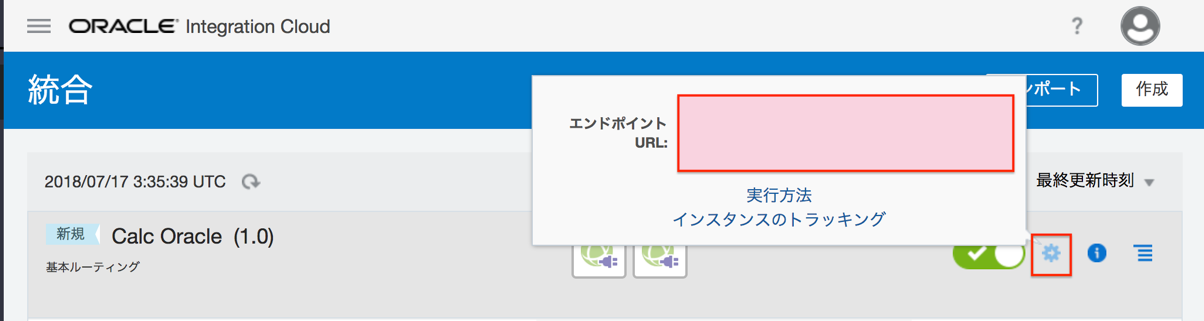 ORACLE Integration Cloud
?
統合
ンポート
作成
エンドポイント
URL:
実行方法
インスタンスのトラッキング
2018/07/17 3:35:39 UTC
最終更新時刻
新規 Calc Oracle (1.0)
基本ルーティング